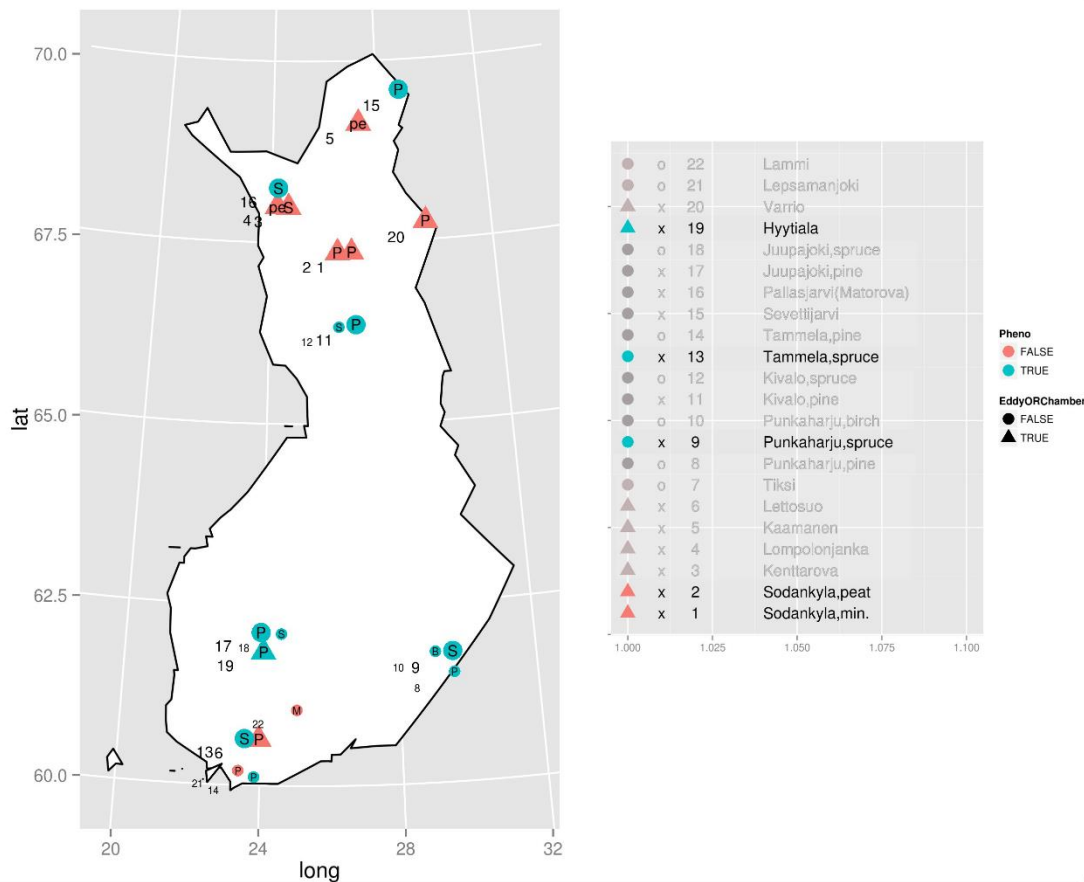 70.0
67.5
65.0
62.5
60.0
lat
20
24
28
32
long
P
15
pe
5
S
16
pe S
4 3
P
20
P P
2 1
S P
12 11
P S
17 18
P
19
B S
10 9
P
8
M
22
S P
13 6
P P
21
14
o 22 Lammi
o 21 Lepsamanjoki
x 20 Varrio
x 19 Hyytiala
o 18 Juupajoki,spruce
x 17 Juupajoki,pine
x 16 Pallasjarvi(Matorova)
x 15 Sevettijarvi
o 14 Tammela,pine
x 13 Tammela,spruce
o 12 Kivalo,spruce
x 11 Kivalo,pine
o 10 Punkaharju,birch
x 9 Punkaharju,spruce
o 8 Punkaharju,pine
o 7 Tiksi
x 6 Lettosuo
x 5 Kaamanen
x 4 Lompolonjanka
x 3 Kenttarova
x 2 Sodankyla,peat
x 1 Sodankyla,min.
1.000 1.025 1.050 1.075 1.100
Pheno
FALSE
TRUE
EddyORChamber
FALSE
TRUE